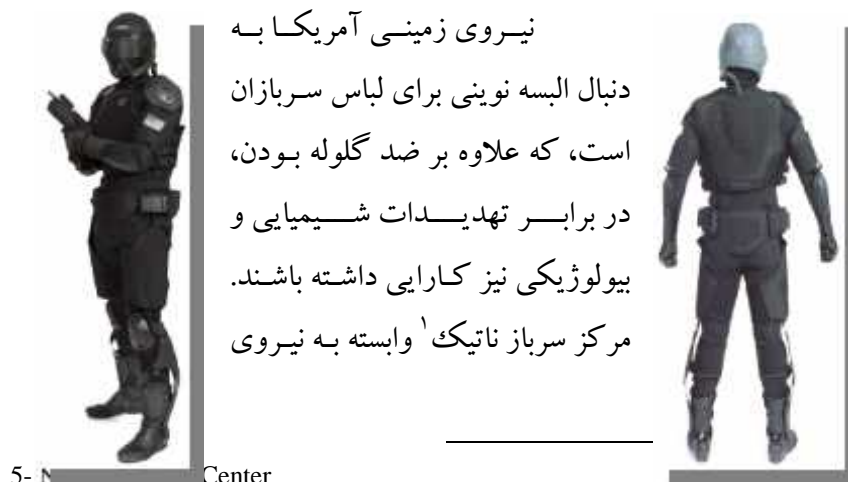 نیروی زمینی آمریکا به
دنبال البسه نوینی برای لباس سربازان
است، که علاوه بر ضد گلوله بودن،
در برابر تهدیدات شیمیایی و
بیولوژیکی نیز کارایی داشته باشند.
مرکز سرباز ناتیک۱ وابسته به نیروی
5- Center